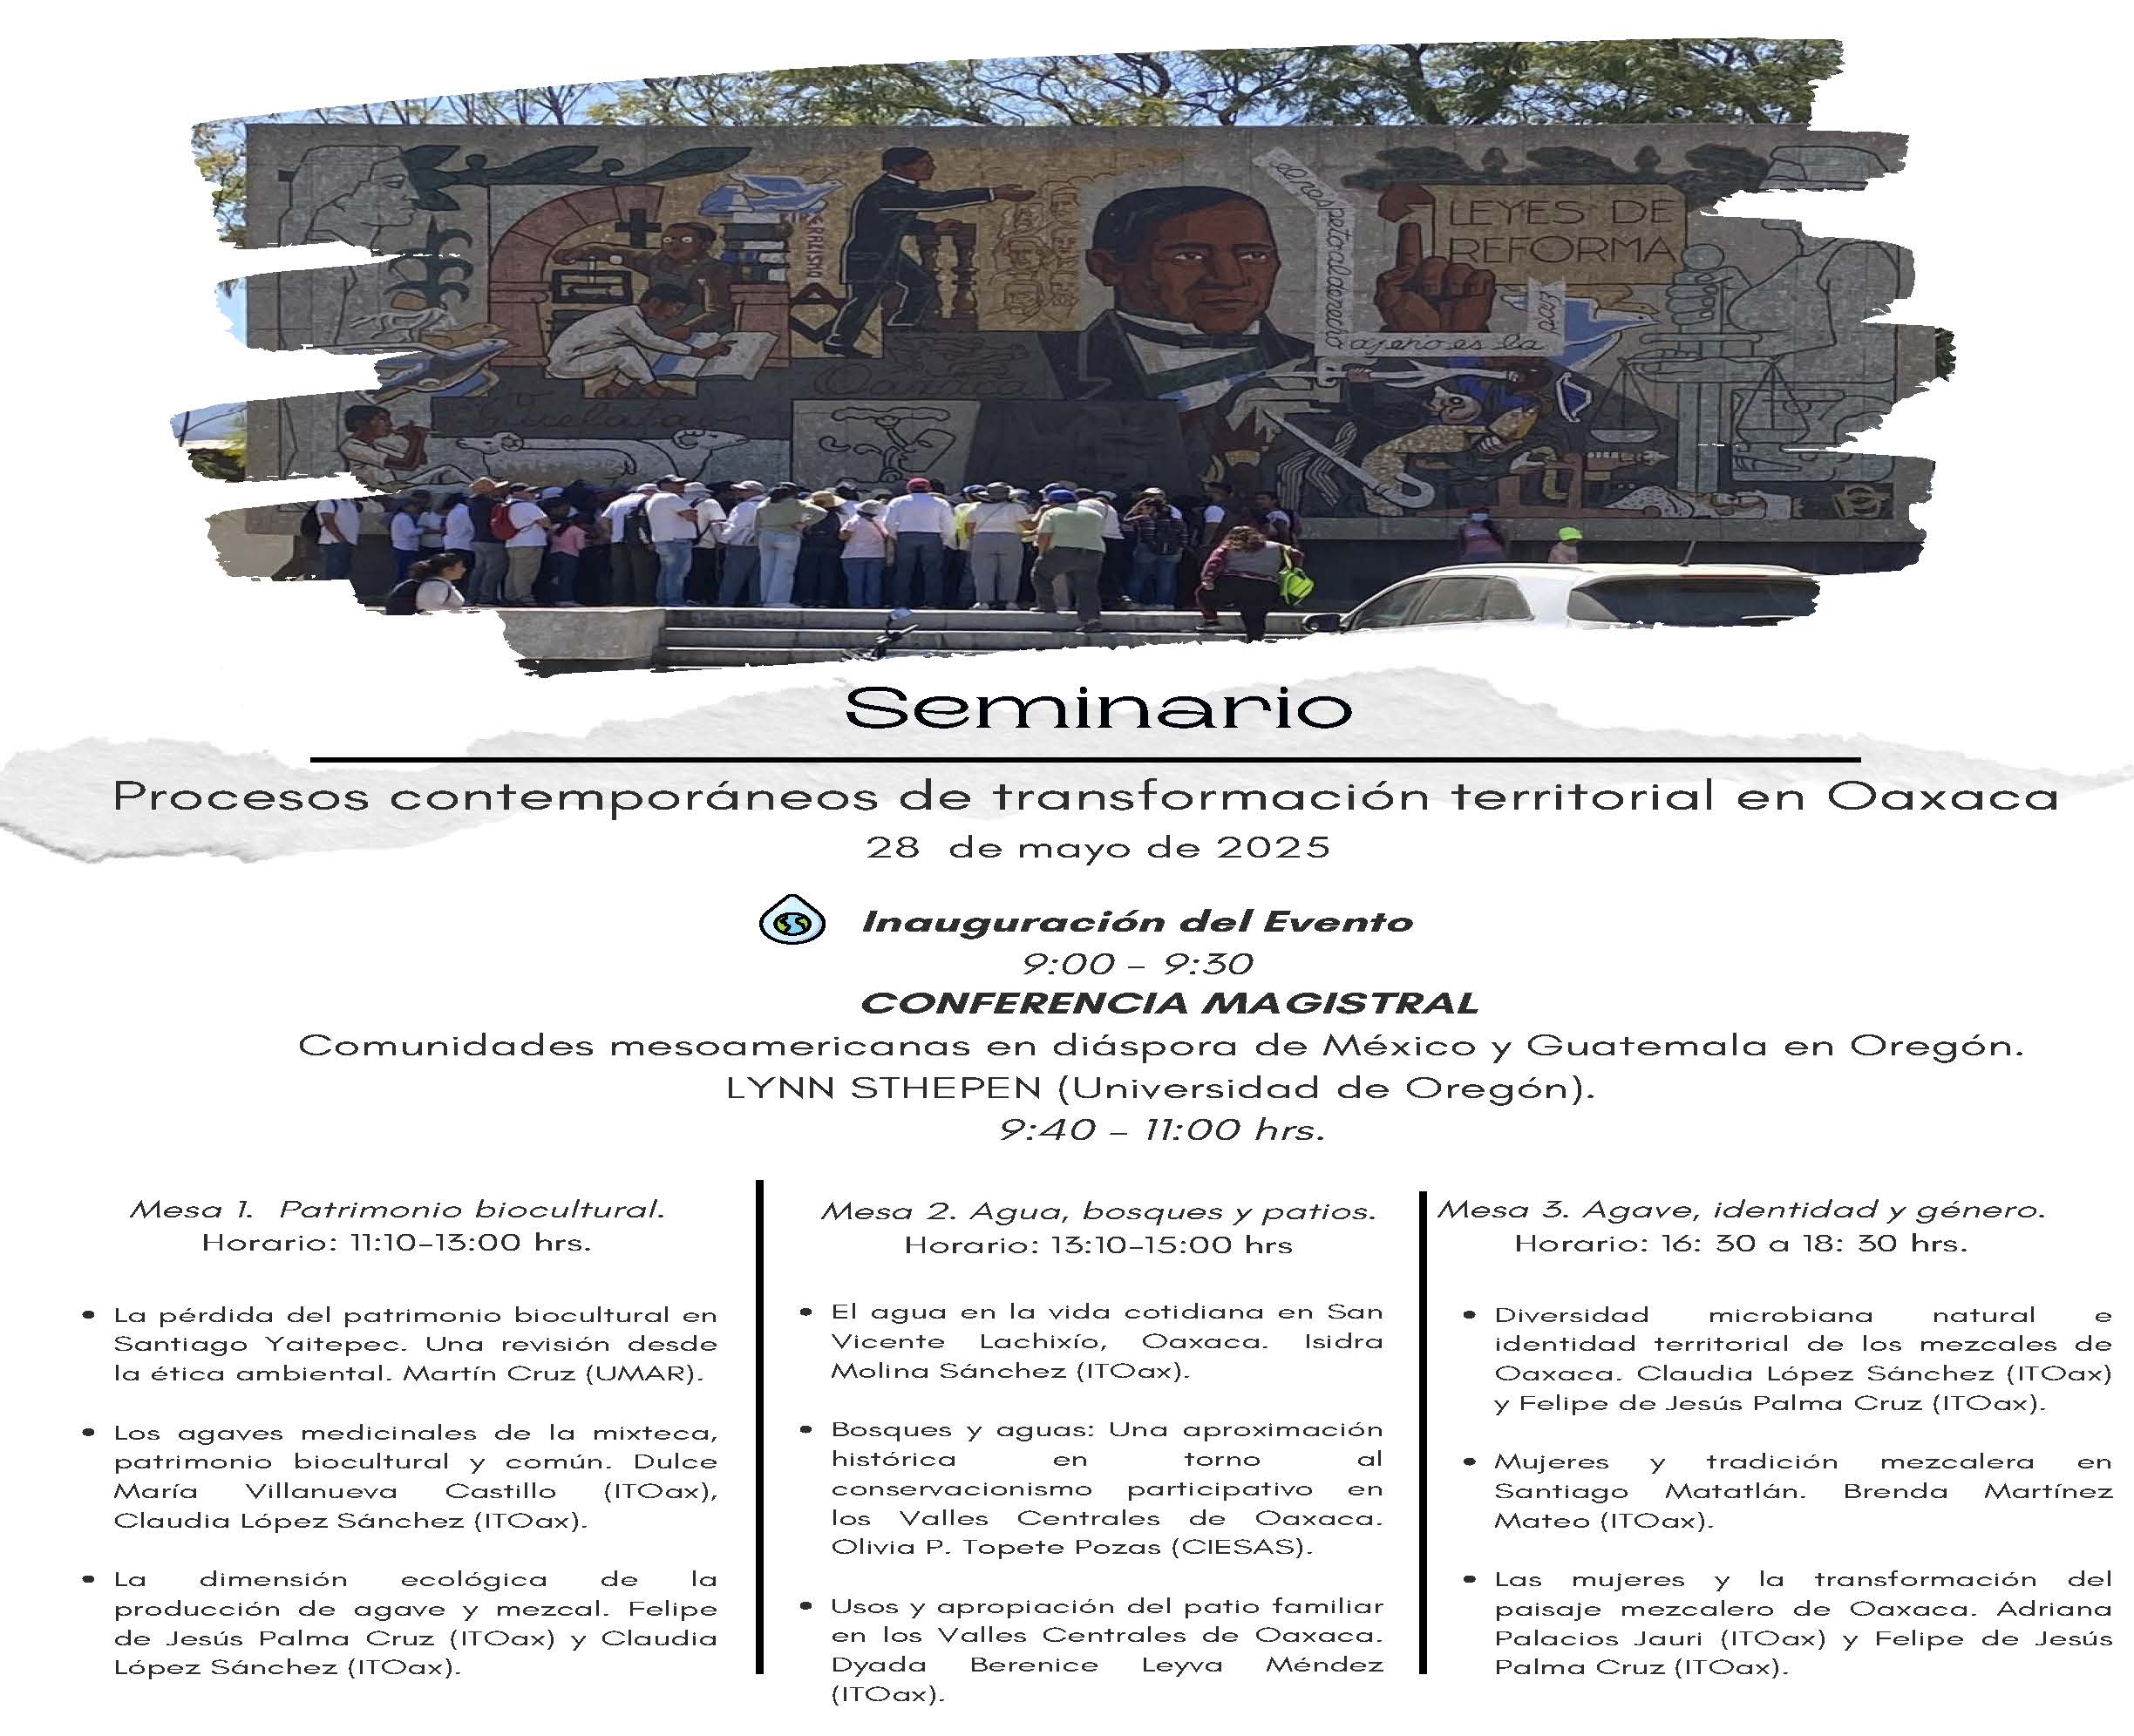 LEYES DE
REFORMA
el respeto al derecho
ajeno es la
paz
Oaxaca
Guelatao
Seminario
Procesos contemporáneos de transformación territorial en Oaxaca
28 de mayo de 2025
Inauguración del Evento
9:00 – 9:30
CONFERENCIA MAGISTRAL
Comunidades mesoamericanas en diáspora de México y Guatemala en Oregón.
LYNN STHEPEN (Universidad de Oregón).
9:40 – 11:00 hrs.
Mesa 1. Patrimonio biocultural.
Horario: 11:10-13:00 hrs.
• La pérdida del patrimonio biocultural en
Santiago Yaitepec. Una revisión desde
la ética ambiental. Martín Cruz (UMAR).
• Los agaves medicinales de la mixteca,
patrimonio biocultural y común. Dulce
María Villanueva Castillo (ITOax),
Claudia López Sánchez (ITOax).
• La dimensión ecológica de la
producción de agave y mezcal. Felipe
de Jesús Palma Cruz (ITOax) y Claudia
López Sánchez (ITOax).
Mesa 2. Agua, bosques y patios.
Horario: 13:10-15:00 hrs
• El agua en la vida cotidiana en San
Vicente Lachixío, Oaxaca. Isidra
Molina Sánchez (ITOax).
• Bosques y aguas: Una aproximación
histórica en torno al
conservacionismo participativo en
los Valles Centrales de Oaxaca.
Olivia P. Topete Pozas (CIESAS).
• Usos y apropiación del patio familiar
en los Valles Centrales de Oaxaca.
Dyada Berenice Leyva Méndez
(ITOax).
Mesa 3. Agave, identidad y género.
Horario: 16: 30 a 18: 30 hrs.
• Diversidad microbiana natural e
identidad territorial de los mezcales de
Oaxaca. Claudia López Sánchez (ITOax)
y Felipe de Jesús Palma Cruz (ITOax).
• Mujeres y tradición mezcalera en
Santiago Matatlán. Brenda Martínez
Mateo (ITOax).
• Las mujeres y la transformación del
paisaje mezcalero de Oaxaca. Adriana
Palacios Jauri (ITOax) y Felipe de Jesús
Palma Cruz (ITOax).